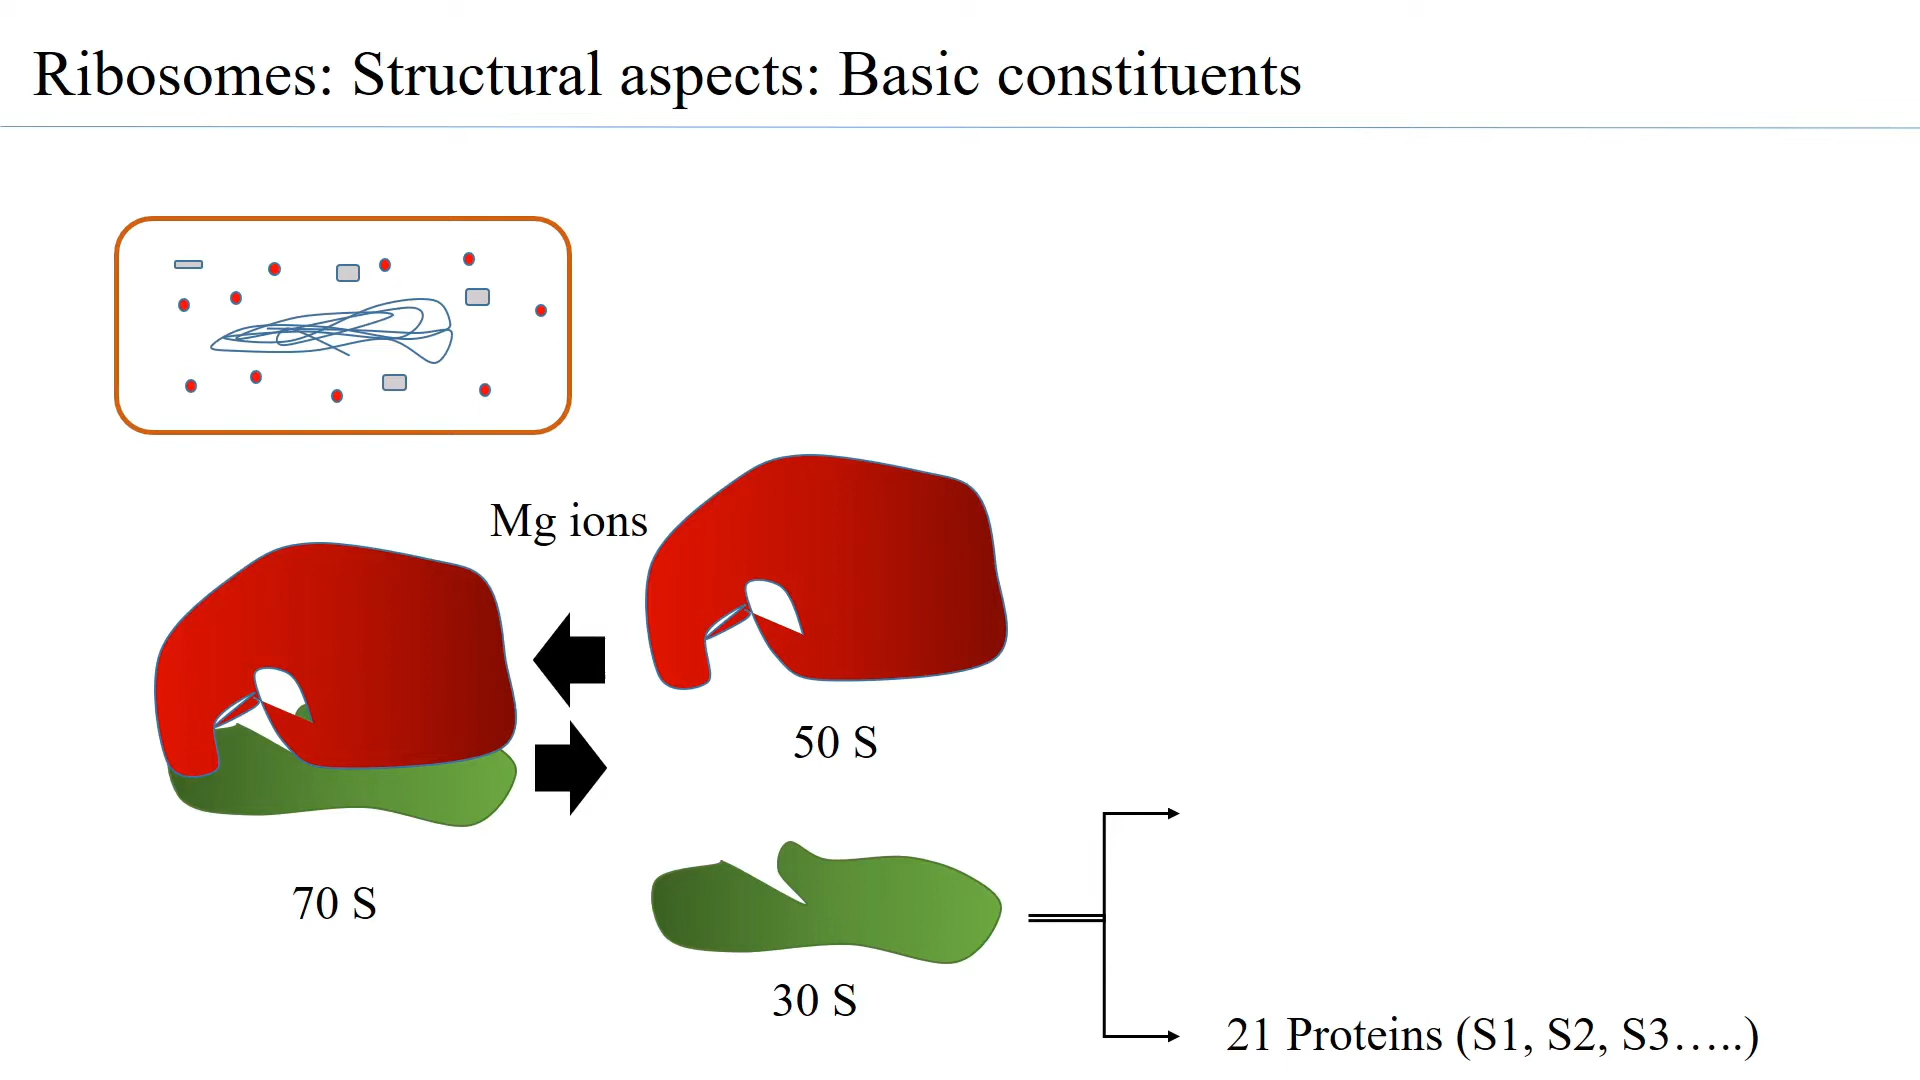 Ribosomes: Structural aspects: Basic constituents
Mg ions
50 S
70 S
30 S
21 Proteins (S1, S2, S3…..)